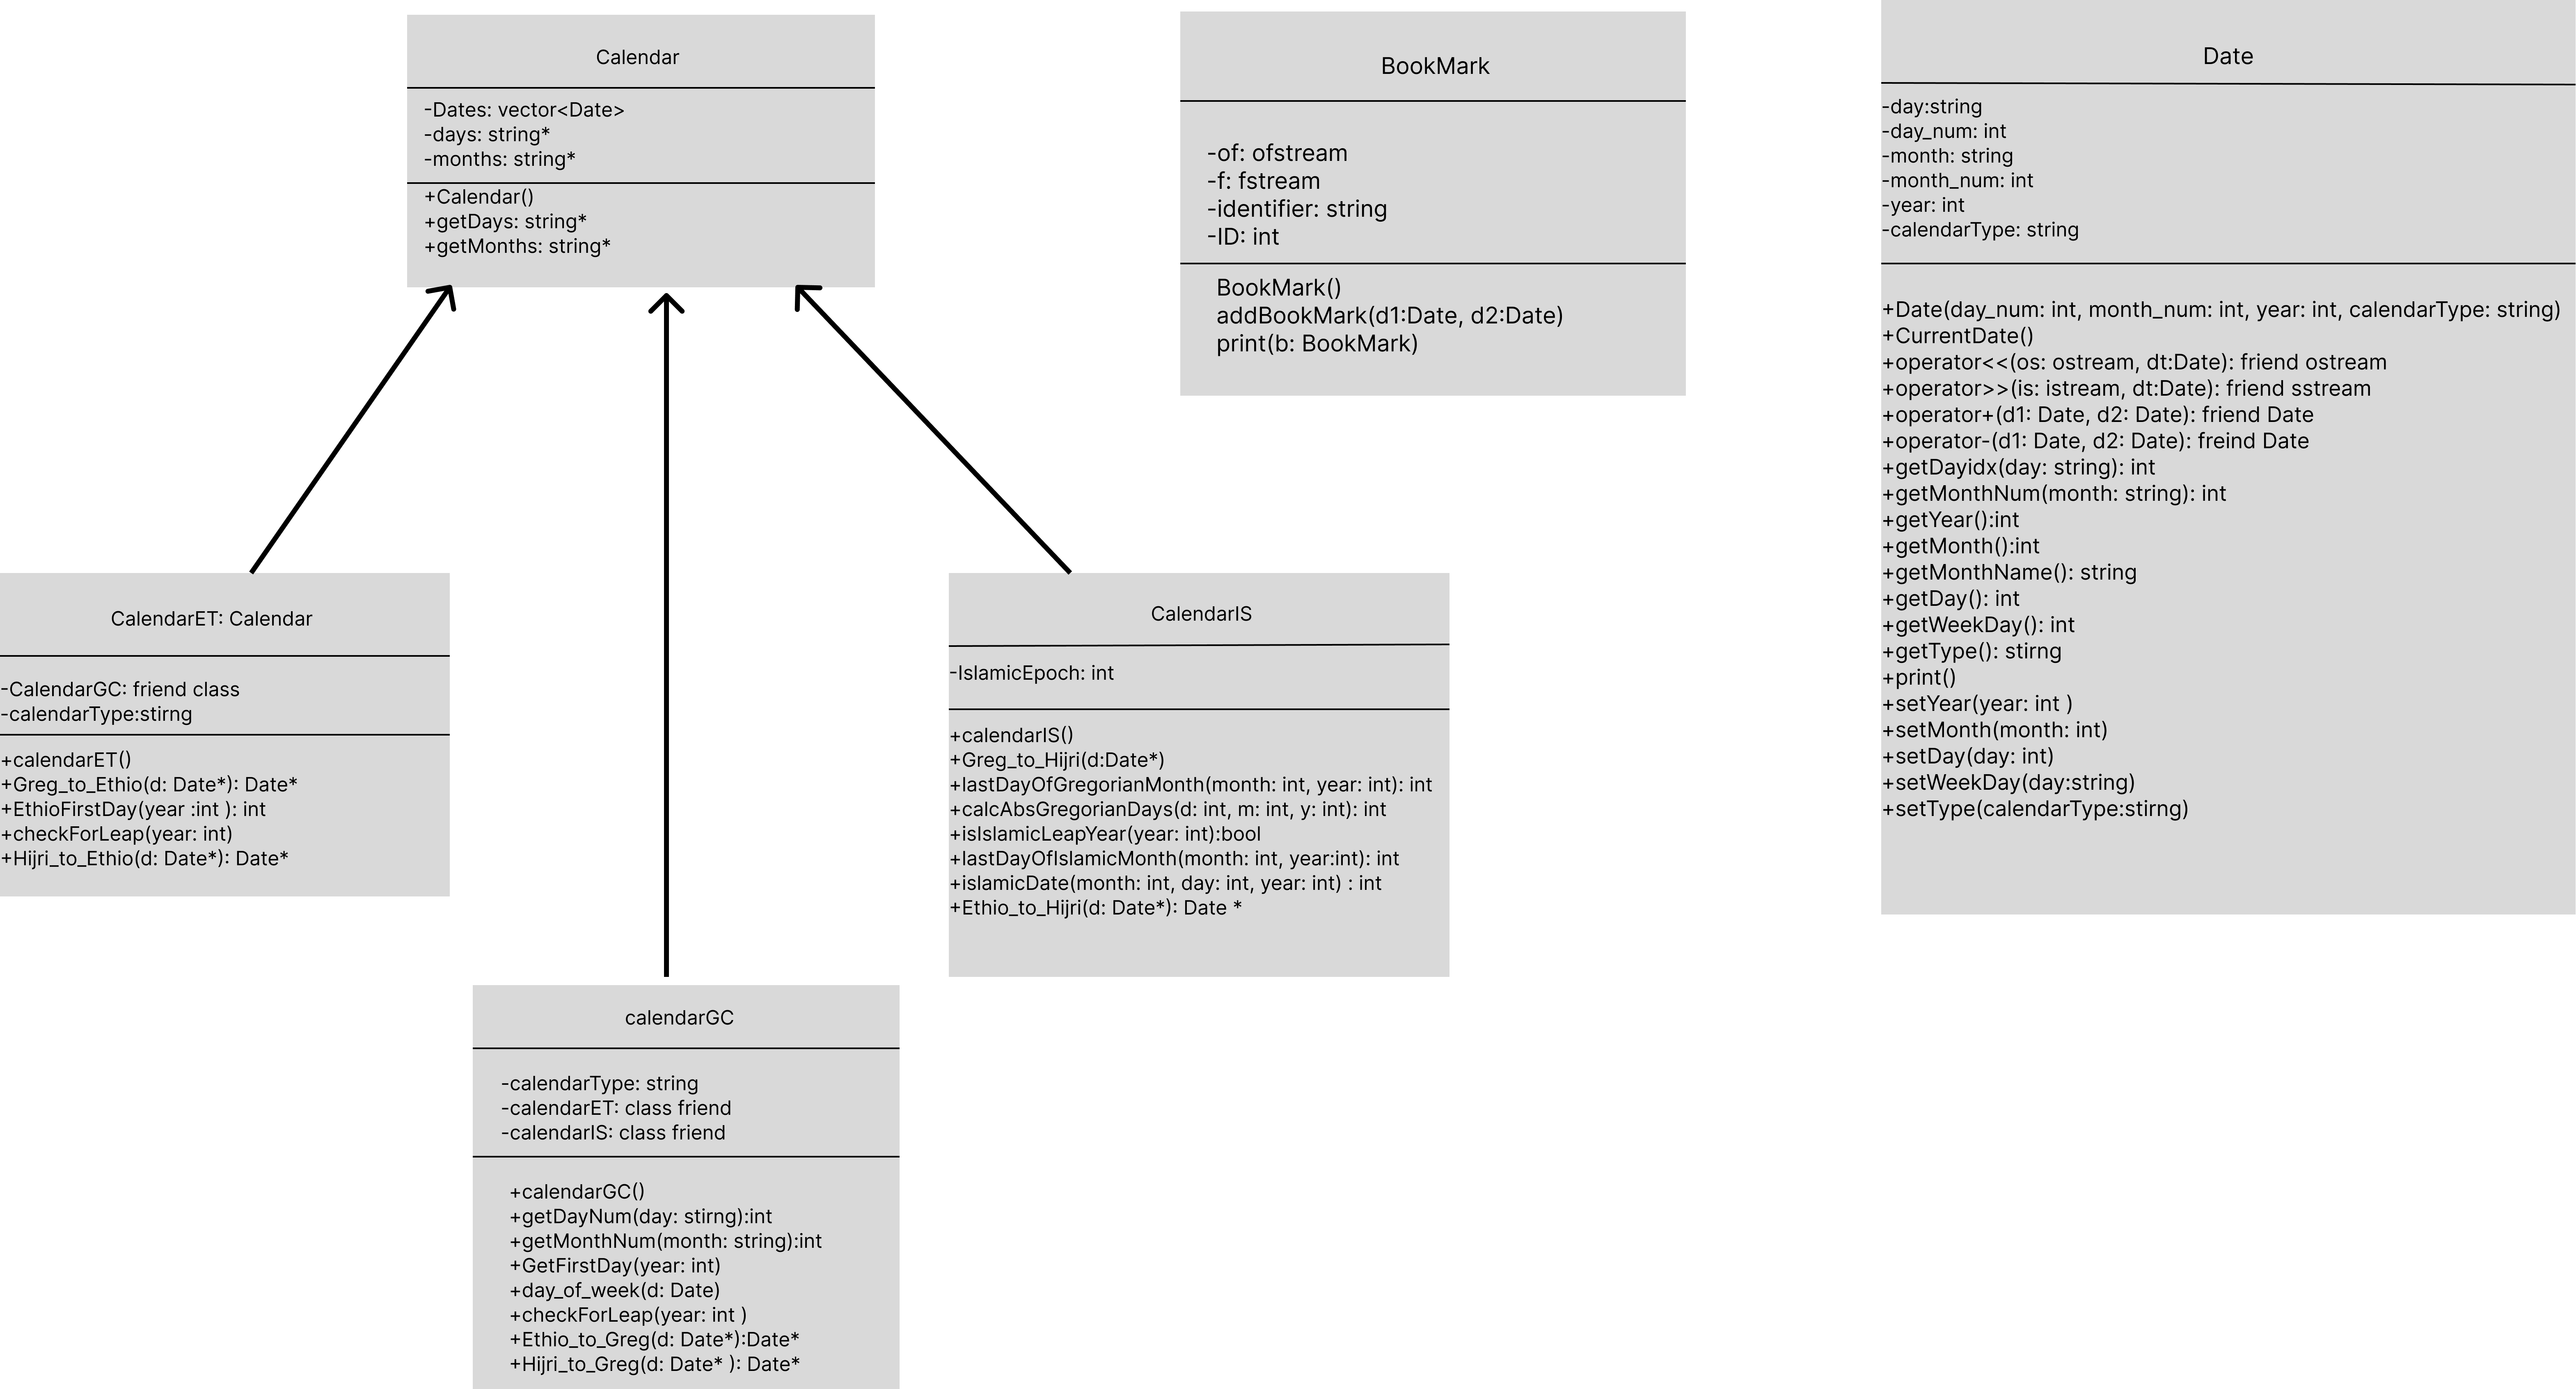 Calendar
-Dates: vector<Date>
-days: string*
-months: string*
+Calendar()
+getDays: string*
+getMonths: string*
BookMark
-of: ofstream
-f: fstream
-identifier: string
-ID: int
BookMark()
addBookMark(d1:Date, d2:Date)
print(b: BookMark)
Date
-day:string
-day_num: int
-month: string
-month_num: int
-year: int
-calendarType: string
+Date(day_num: int, month_num: int, year: int, calendarType: string)
+CurrentDate()
+operator<<(os: ostream, dt:Date): friend ostream
+operator>>(is: istream, dt:Date): friend sstream
+operator+(d1: Date, d2: Date): friend Date
+operator-(d1: Date, d2: Date): freind Date
+getDayidx(day: string): int
+getMonthNum(month: string): int
+getYear():int
+getMonth():int
+getMonthName(): string
+getDay(): int
+getWeekDay(): int
+getType(): stirng
+print()
+setYear(year: int )
+setMonth(month: int)
+setDay(day: int)
+setWeekDay(day:string)
+setType(calendarType:stirng)
CalendarET: Calendar
-CalendarGC: friend class
-calendarType:stirng
+calendarET()
+Greg_to_Ethio(d: Date*): Date*
+EthioFirstDay(year :int ): int
+checkForLeap(year: int)
+Hijri_to_Ethio(d: Date*): Date*
CalendarIS
-IslamicEpoch: int
+calendarIS()
+Greg_to_Hijri(d:Date*)
+lastDayOfGregorianMonth(month: int, year: int): int
+calcAbsGregorianDays(d: int, m: int, y: int): int
+isIslamicLeapYear(year: int):bool
+lastDayOfIslamicMonth(month: int, year:int): int
+islamicDate(month: int, day: int, year: int) : int
+Ethio_to_Hijri(d: Date*): Date *
calendarGC
-calendarType: string
-calendarET: class friend
-calendarIS: class friend
+calendarGC()
+getDayNum(day: stirng):int
+getMonthNum(month: string):int
+GetFirstDay(year: int)
+day_of_week(d: Date)
+checkForLeap(year: int )
+Ethio_to_Greg(d: Date*):Date*
+Hijri_to_Greg(d: Date* ): Date*